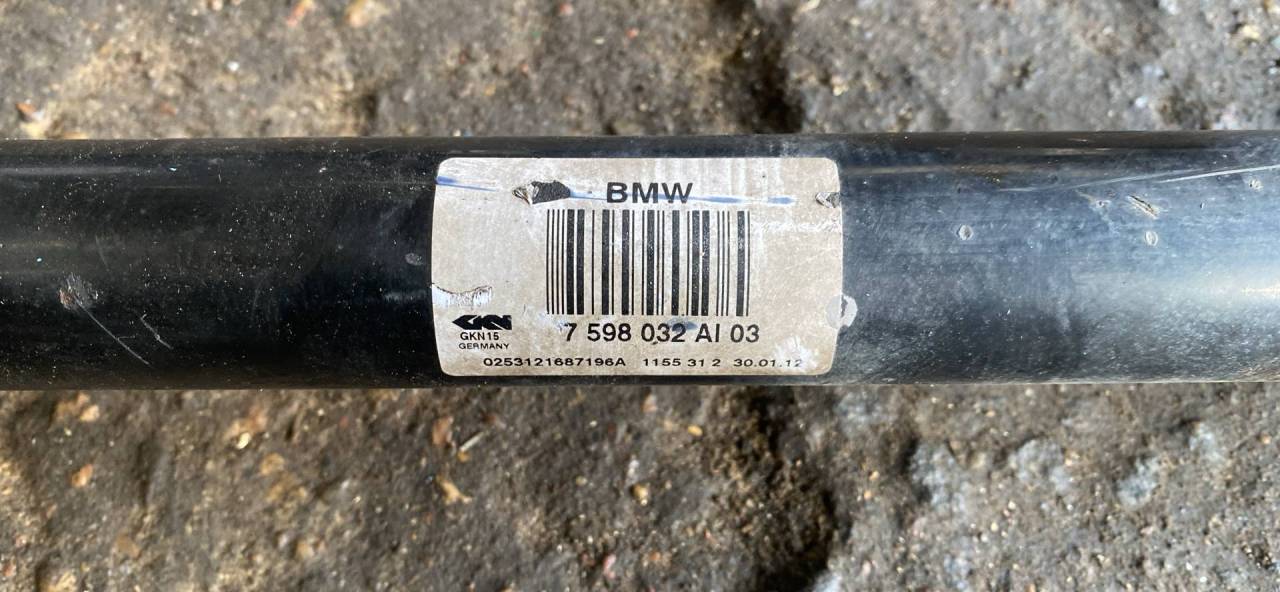 BMW
7 598 032 AI 03
GKN
GKN15
GERMANY
0253121687196A 1155 31 2 30.01.12